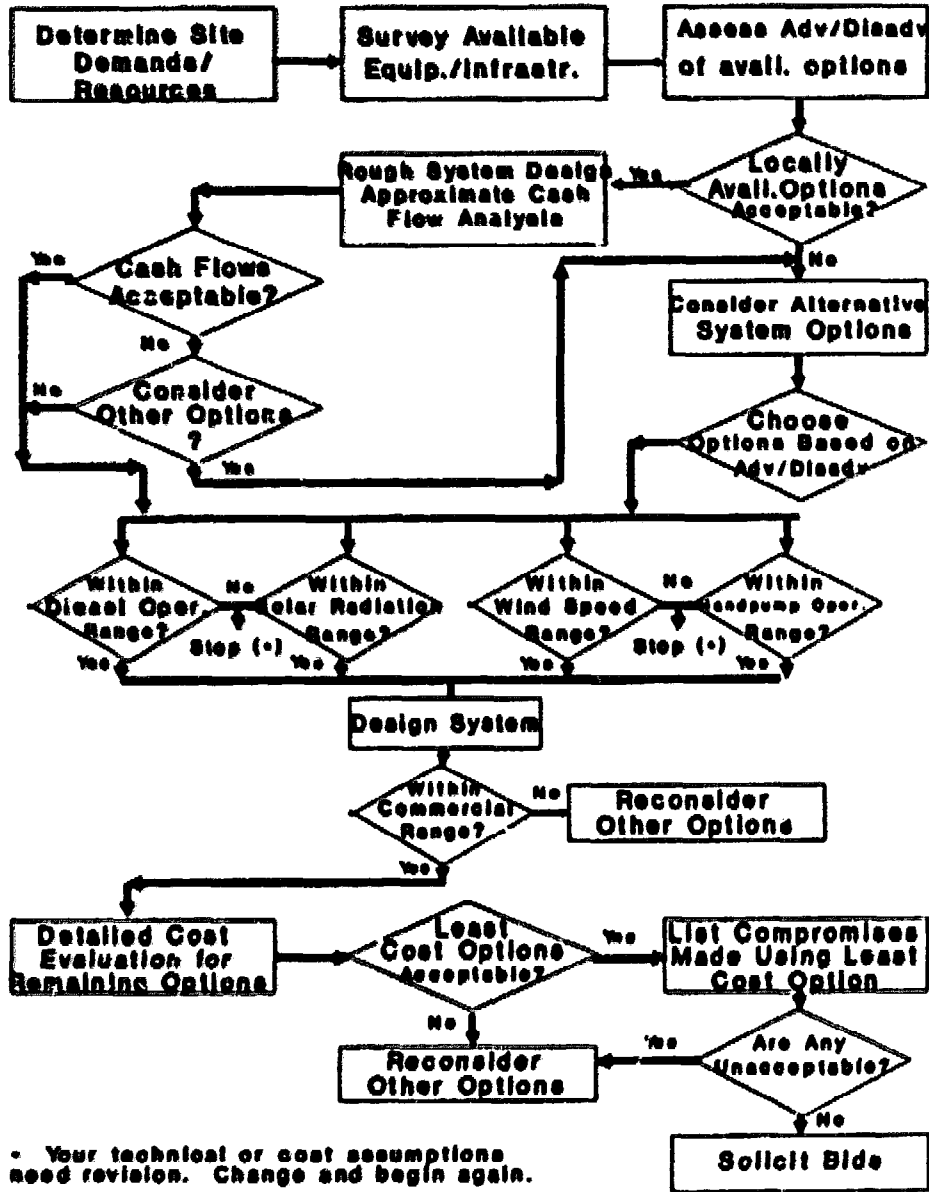 Determine Site
Demands/
Resources
Survey Available
Equip./Infrastr.
Assess Adv/Disadv
of avail. options
Locally
Avail.Options
Acceptable?
Yes
Rough System Design
Approximate Cash
Flow Analysis
No
Yes
Cash Flows
Acceptable?
No
Consider Alternative
System Options
No
Consider
Other Options
?
Yes
Choose
Options Based on
Adv/Disadv
Within
Diesel Oper.
Range?
No
Stop (*)
Within
Solar Radiation
Range?
Within
Wind Speed
Range?
No
Stop (*)
Within
Handpump Oper.
Range?
Yes
Yes
Yes
Yes
Design System
Within
Commercial
Range?
No
Reconsider
Other Options
Yes
Detailed Cost
Evaluation for
Remaining Options
Least
Cost Options
Acceptable?
Yes
List Compromises
Made Using Least
Cost Option
No
Reconsider
Other Options
Yes
Are Any
Unacceptable?
No
Solicit Bids
* Your technical or cost assumptions
need revision. Change and begin again.